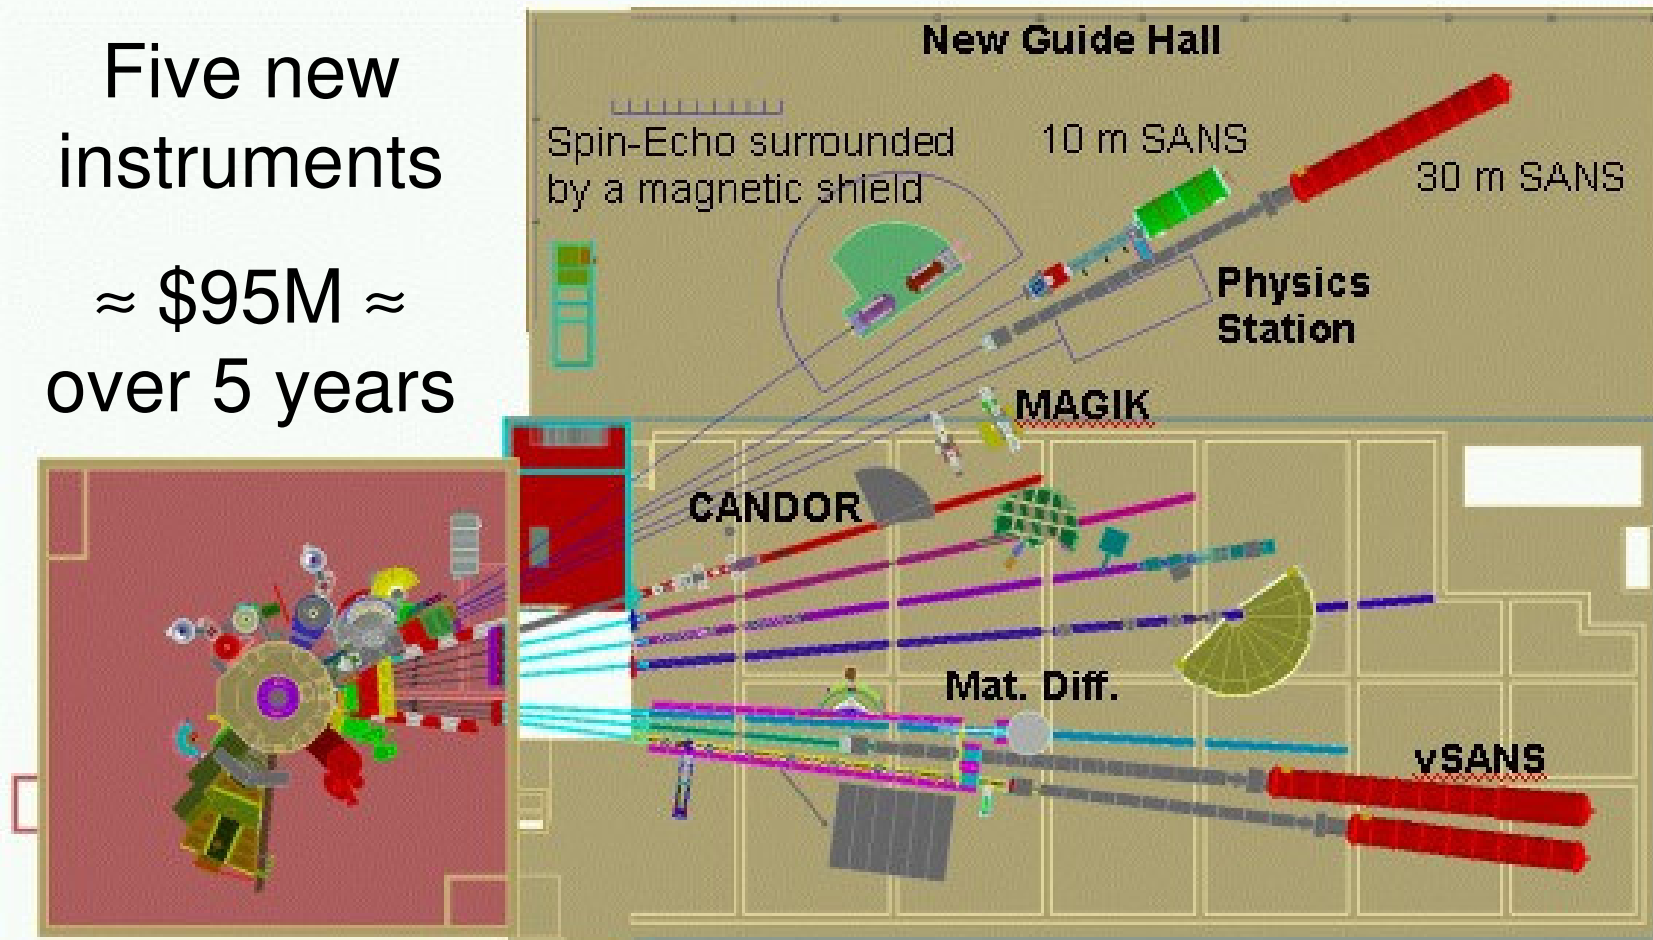 Five new
instruments
≈ $95M ≈
over 5 years
New Guide Hall
Spin-Echo surrounded
by a magnetic shield
10 m SANS
30 m SANS
Physics
Station
MAGIK
CANDOR
Mat. Diff.
vSANS